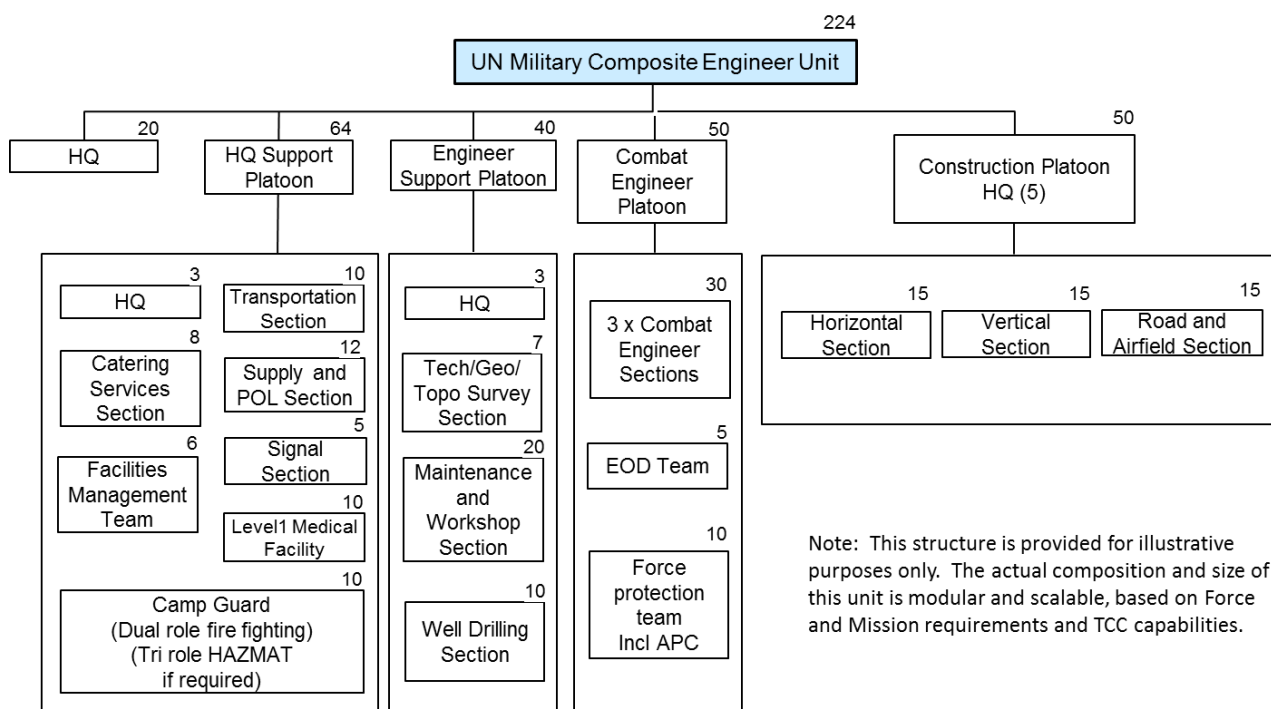 224
UN Military Composite Engineer Unit
20
HQ
64
HQ Support
Platoon
40
Engineer
Support Platoon
50
Combat
Engineer
Platoon
50
Construction Platoon
HQ (5)
3
HQ
8
Catering
Services
Section
6
Facilities
Management
Team
10
Transportation
Section
12
Supply and
POL Section
5
Signal
Section
10
Level1 Medical
Facility
10
Camp Guard
(Dual role fire fighting)
(Tri role HAZMAT
if required)
3
HQ
7
Tech/Geo/
Topo Survey
Section
20
Maintenance
and
Workshop
Section
10
Well Drilling
Section
30
3 x Combat
Engineer
Sections
5
EOD Team
10
Force
protection
team
Incl APC
15
Horizontal
Section
15
Vertical
Section
15
Road and
Airfield Section
Note: This structure is provided for illustrative
purposes only. The actual composition and size of
this unit is modular and scalable, based on Force
and Mission requirements and TCC capabilities.